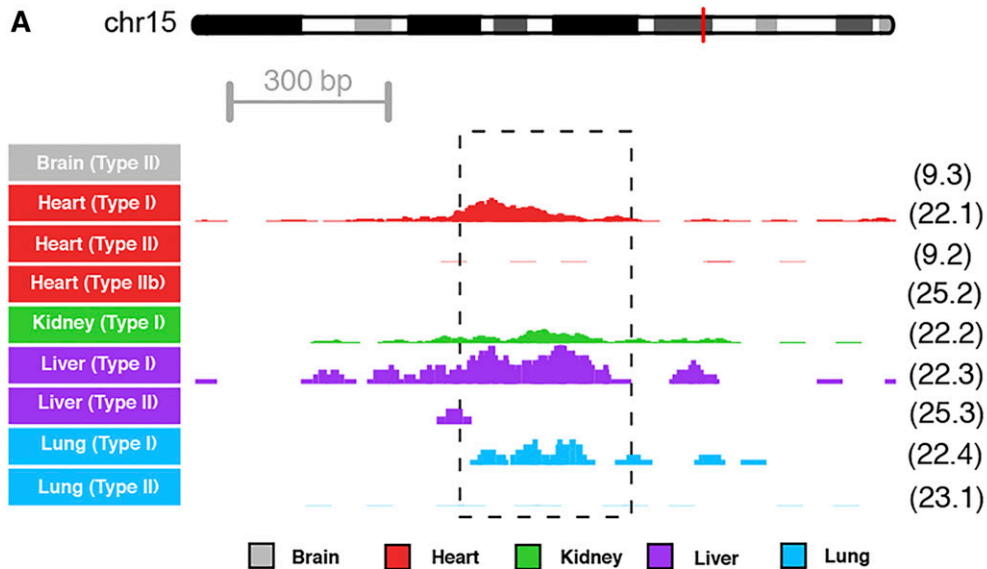 A chr15
300 bp
Brain (Type II) (9.3)
Heart (Type I) (22.1)
Heart (Type II) (9.2)
Heart (Type IIb) (25.2)
Kidney (Type I) (22.2)
Liver (Type I) (22.3)
Liver (Type II) (25.3)
Lung (Type I) (22.4)
Lung (Type II) (23.1)
Brain Heart Kidney Liver Lung